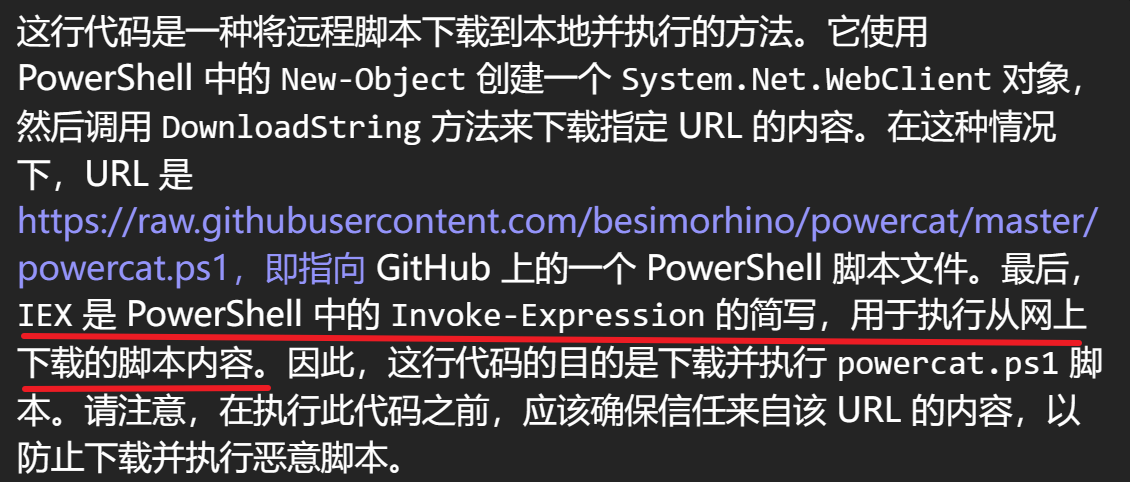 这行代码是一种将远程脚本下载到本地并执行的方法。它使用
PowerShell 中的 New-Object 创建一个 System.Net.WebClient 对象，
然后调用 DownloadString 方法来下载指定 URL 的内容。在这种情况
下，URL 是
https://raw.githubusercontent.com/besimorhino/powercat/master/
powercat.ps1，即指向 GitHub 上的一个 PowerShell 脚本文件。最后，
IEX 是 PowerShell 中的 Invoke-Expression 的简写，用于执行从网上
下载的脚本内容。因此，这行代码的目的是下载并执行 powercat.ps1 脚
本。请注意，在执行此代码之前，应该确保信任来自该 URL 的内容，以
防止下载并执行恶意脚本。